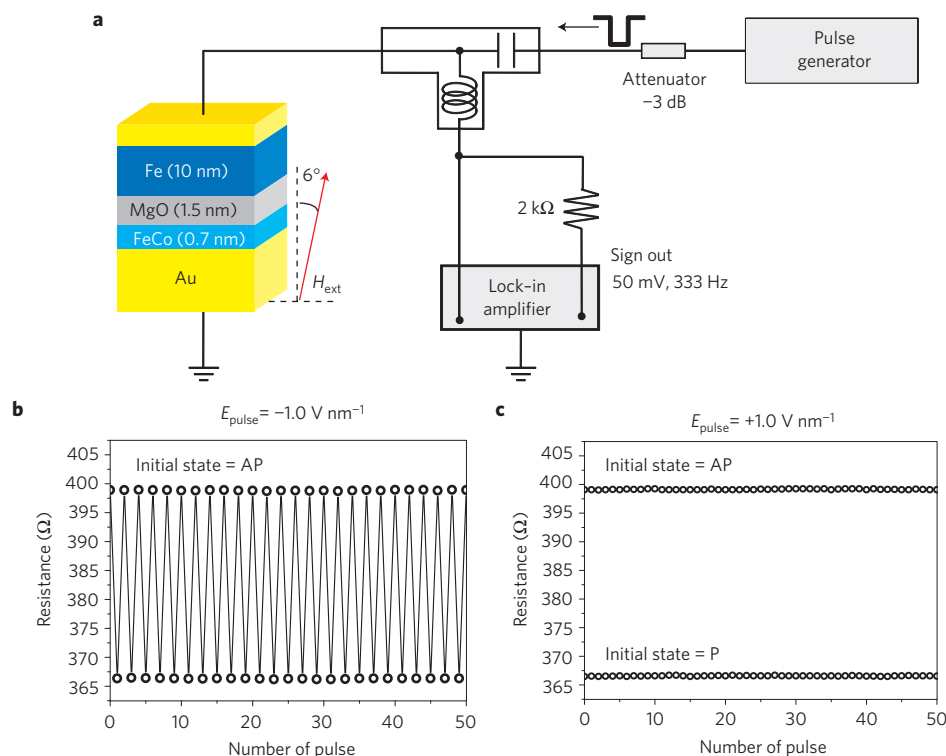 a
Pulse
generator
Attenuator
−3 dB
Fe (10 nm)
MgO (1.5 nm)
FeCo (0.7 nm)
Au
6°
H_ext
2 kΩ
Sign out
50 mV, 333 Hz
Lock–in
amplifier
b
E_pulse = −1.0 V nm⁻¹
Initial state = AP
405
400
395
390
385
380
375
370
365
Resistance (Ω)
0 10 20 30 40 50
Number of pulse
c
E_pulse = +1.0 V nm⁻¹
Initial state = AP
Initial state = P
405
400
395
390
385
380
375
370
365
Resistance (Ω)
0 10 20 30 40 50
Number of pulse